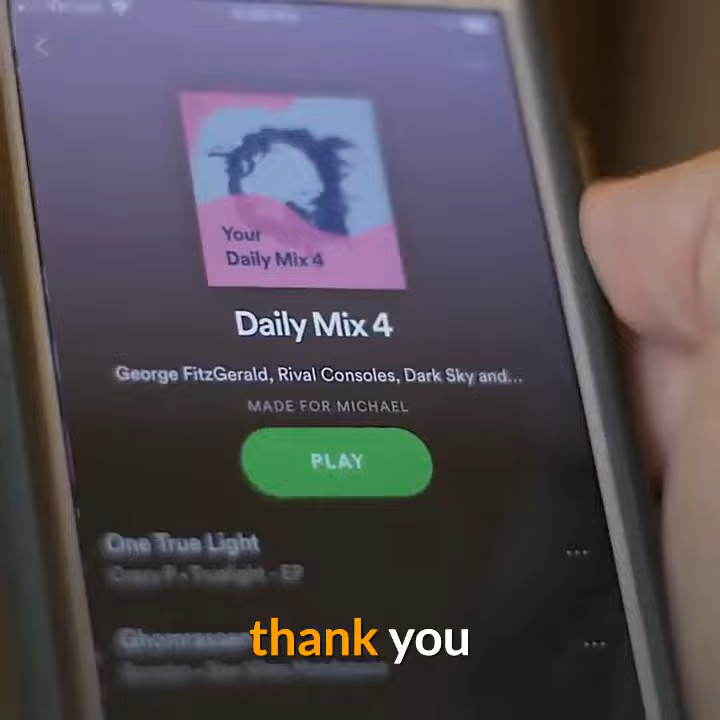 Your
Daily Mix 4
Daily Mix 4
George FitzGerald, Rival Consoles, Dark Sky and...
MADE FOR MICHAEL
PLAY
One True Light
thank you